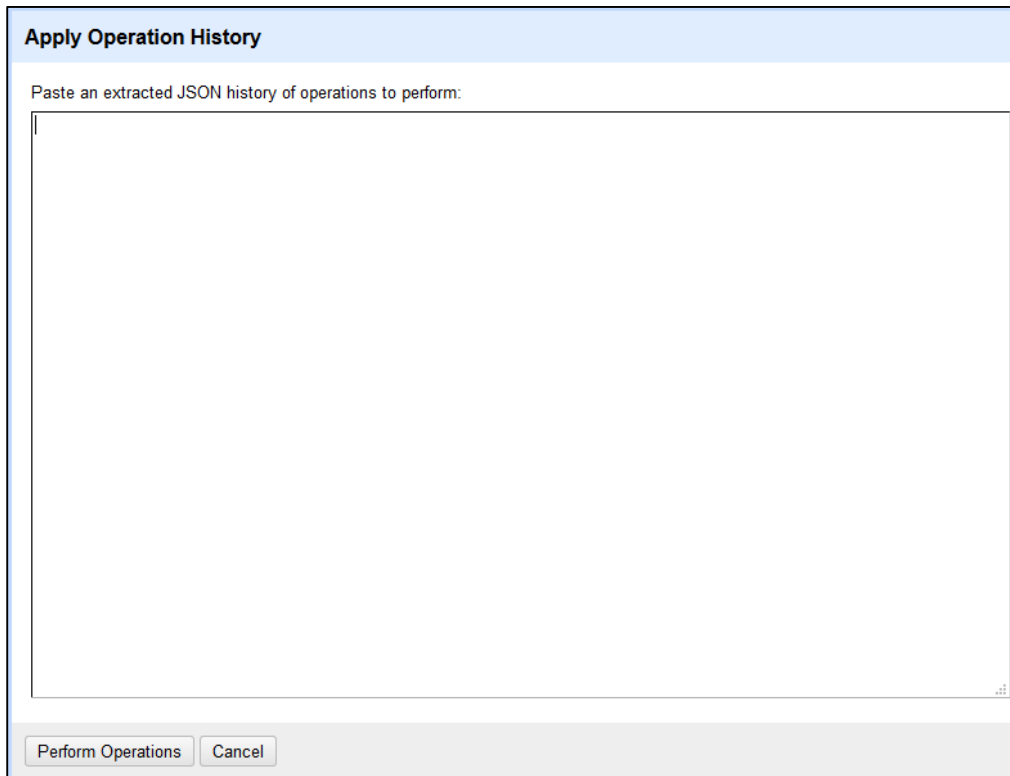 Apply Operation History
Paste an extracted JSON history of operations to perform:
Perform Operations Cancel